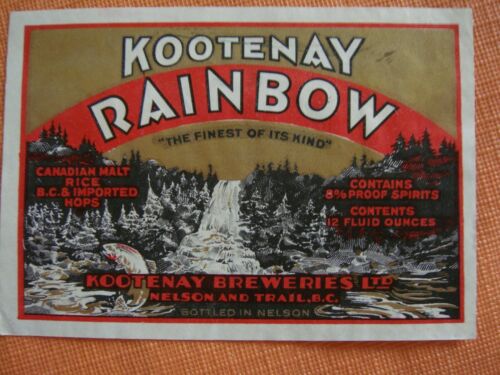 KOOTENAY
RAINBOW
"THE FINEST OF ITS KIND"
CANADIAN MALT
RICE
B.C. & IMPORTED
HOPS
CONTAINS
8% PROOF SPIRITS
CONTENTS
12 FLUID OUNCES
KOOTENAY BREWERIES LTD
NELSON AND TRAIL, B.C.
BOTTLED IN NELSON